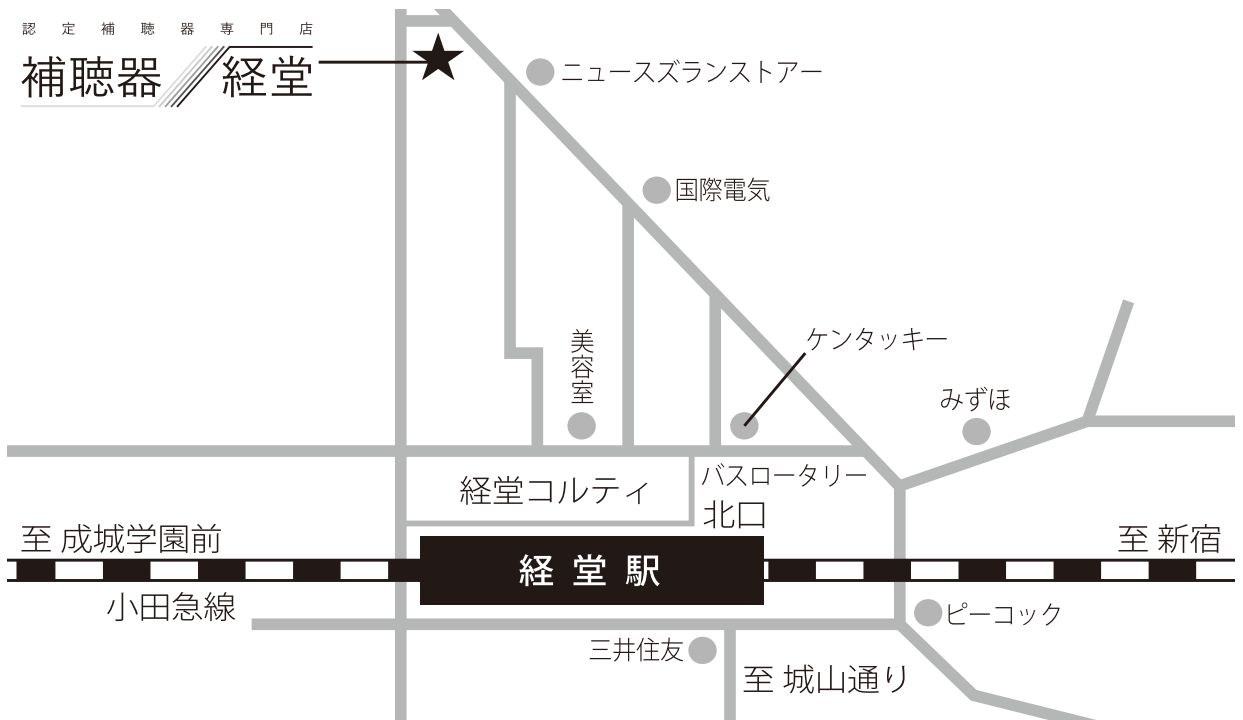 認定補聴器専門店
補聴器 経堂
ニュースズランストアー
国際電気
美容室
ケンタッキー
みずほ
経堂コルティ
バスロータリー
北口
至 成城学園前
至 新宿
経堂駅
小田急線
ピーコック
三井住友
至 城山通り